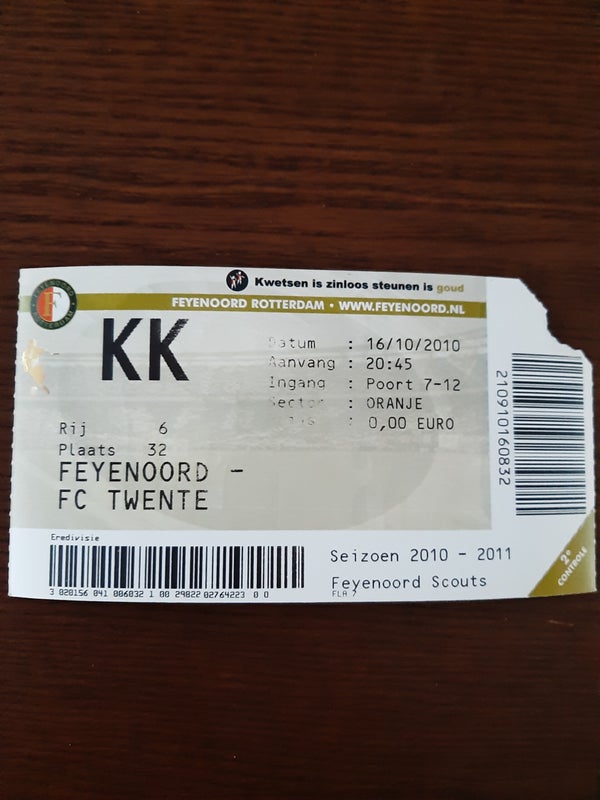 Kwetsen is zinloos steunen is goud
FEYENOORD ROTTERDAM • WWW.FEYENOORD.NL
F
KK
Datum : 16/10/2010
Aanvang : 20:45
Ingang : Poort 7-12
Sector : ORANJE
: 0,00 EURO
Rij 6
Plaats 32
FEYENOORD -
FC TWENTE
210910160832
Eredivisie
3 020156 041 006032 1 00 29822 02764223 0 0
Seizoen 2010 - 2011
Feyenoord Scouts
FLA 7
2e CONTROLE